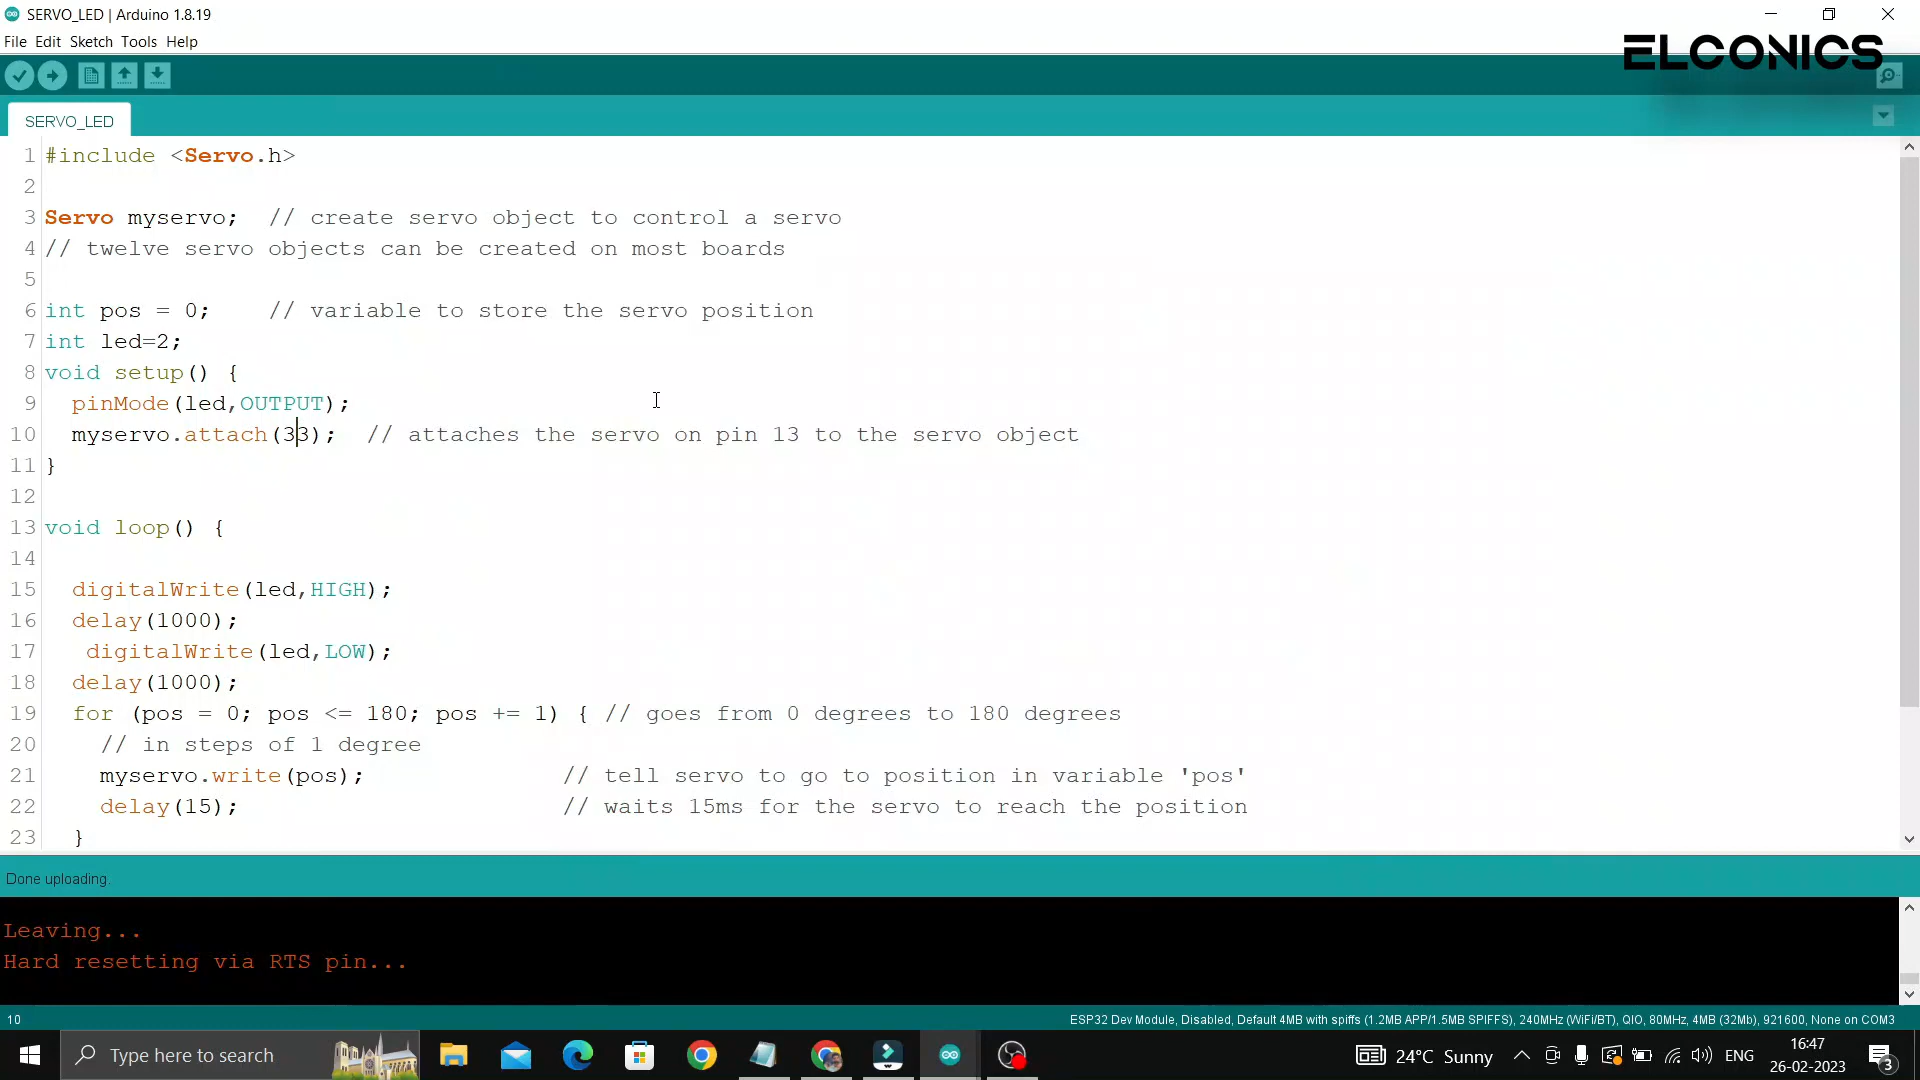 SERVO_LED | Arduino 1.8.19
File Edit Sketch Tools Help
ELCONICS
SERVO_LED
1 #include <Servo.h>
2
3 Servo myservo;  // create servo object to control a servo
4 // twelve servo objects can be created on most boards
5
6 int pos = 0;    // variable to store the servo position
7 int led=2;
8 void setup() {
9   pinMode(led,OUTPUT);
10   myservo.attach(33);  // attaches the servo on pin 13 to the servo object
11 }
12
13 void loop() {
14
15   digitalWrite(led,HIGH);
16   delay(1000);
17    digitalWrite(led,LOW);
18   delay(1000);
19   for (pos = 0; pos <= 180; pos += 1) { // goes from 0 degrees to 180 degrees
20     // in steps of 1 degree
21     myservo.write(pos);              // tell servo to go to position in variable 'pos'
22     delay(15);                       // waits 15ms for the servo to reach the position
23   }
Done uploading.
Leaving...
Hard resetting via RTS pin...
10
ESP32 Dev Module, Disabled, Default 4MB with spiffs (1.2MB APP/1.5MB SPIFFS), 240MHz (WiFi/BT), QIO, 80MHz, 4MB (32Mb), 921600, None on COM3
Type here to search
24°C Sunny
ENG
16:47
26-02-2023
3